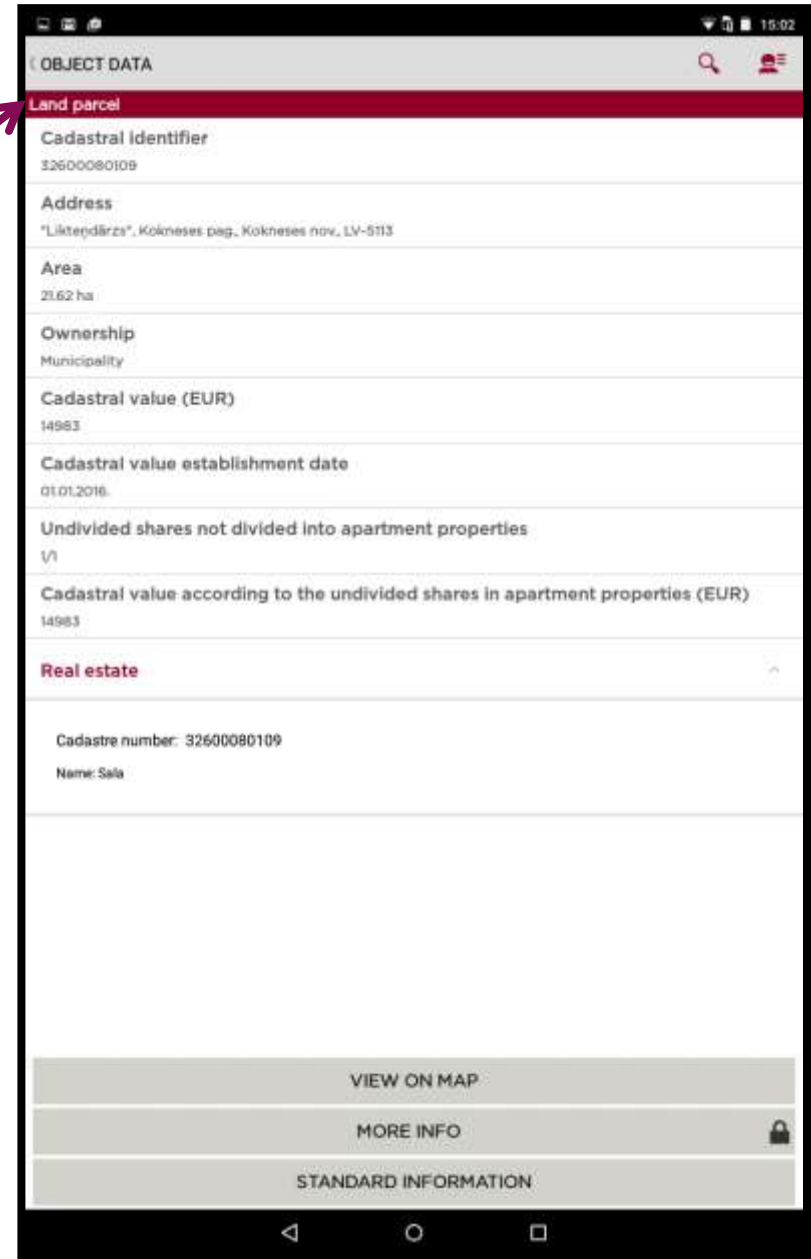 15:02
OBJECT DATA
Land parcel
Cadastral identifier
32600080109
Address
"Likteņdārzs", Kokneses pag., Kokneses nov., LV-5113
Area
21.62 ha
Ownership
Municipality
Cadastral value (EUR)
14983
Cadastral value establishment date
01.01.2016.
Undivided shares not divided into apartment properties
1/1
Cadastral value according to the undivided shares in apartment properties (EUR)
14983
Real estate
Cadastre number: 32600080109
Name: Sala
VIEW ON MAP
MORE INFO
STANDARD INFORMATION